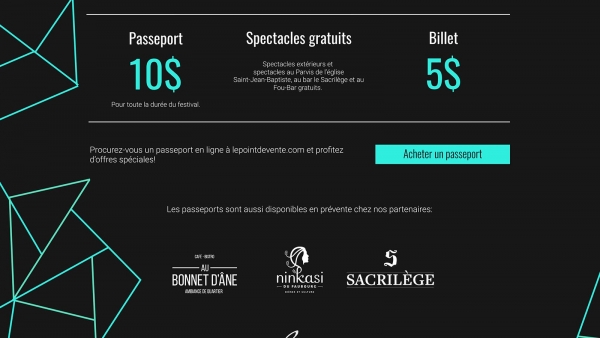 Passeport
10$
Pour toute la durée du festival.
Spectacles gratuits
Spectacles extérieurs et
spectacles au Parvis de l'église
Saint-Jean-Baptiste, au bar le Sacrilège et au
Fou-Bar gratuits.
Billet
5$
Procurez-vous un passeport en ligne à lepointdevente.com et profitez
d'offres spéciales!
Acheter un passeport
Les passeports sont aussi disponibles en prévente chez nos partenaires:
CAFÉ - BISTRO
AU
BONNET D'ÂNE
AMBIANCE DE QUARTIER
ninkasi
DU FAUBOURG
S
SACRILÈGE